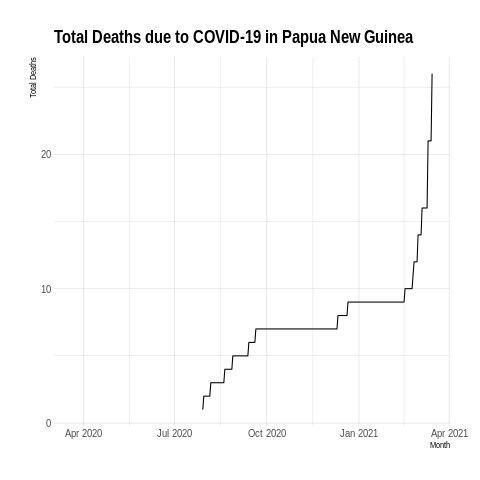 Total Deaths due to COVID-19 in Papua New Guinea
Total Deaths
20
10
0
Apr 2020 Jul 2020 Oct 2020 Jan 2021 Apr 2021
Month